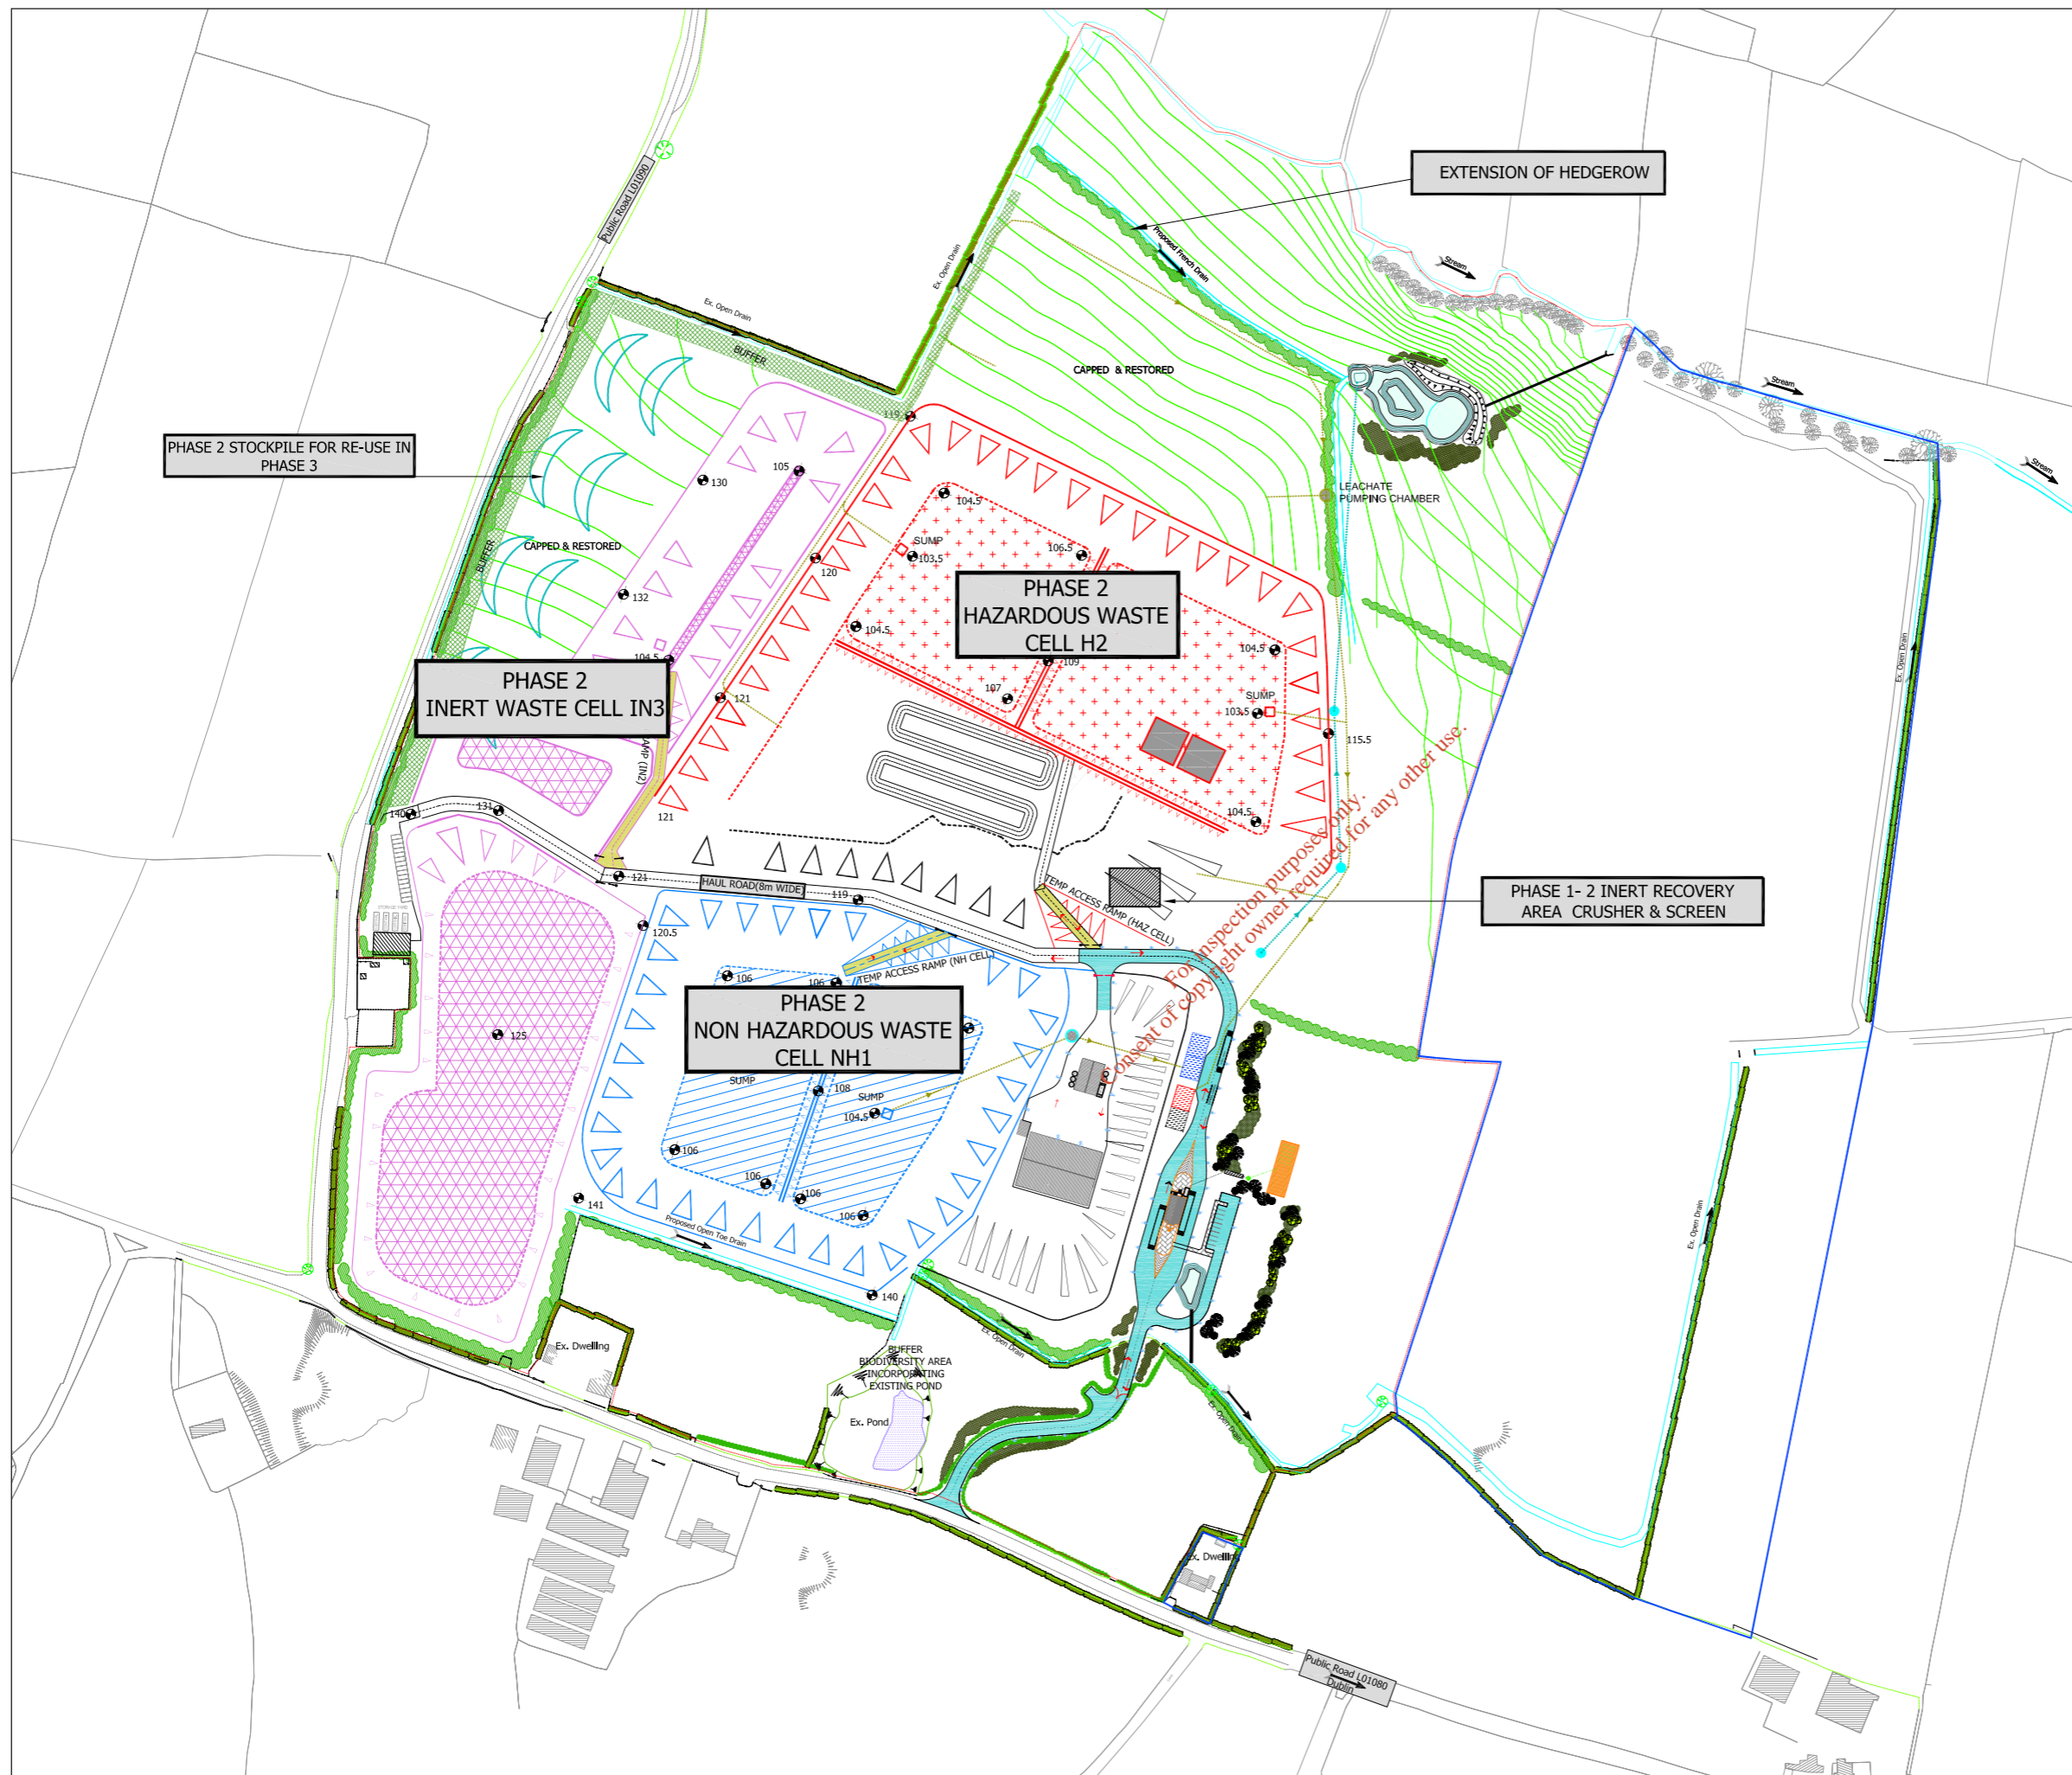 EXTENSION OF HEDGEROW
Public Road L01090
Proposed French Drain
Ex. Open Drain
Stream
Ex. Open Drain
BUFFER
CAPPED & RESTORED
Stream
119
PHASE 2 STOCKPILE FOR RE-USE IN
PHASE 3
105
130
Stream
LEACHATE
PUMPING CHAMBER
104.5
SUMP
103.5
106.5
CAPPED & RESTORED
BUFFER
120
132
PHASE 2
HAZARDOUS WASTE
CELL H2
104.5
104.5
104.5
109
107
SUMP
103.5
115.5
Ex. Open Drain
PHASE 2
INERT WASTE CELL IN3
121
AMP (IN2)
140
131
121
104.5
121
HAUL ROAD(8m WIDE)
119
TEMP ACCESS RAMP (HAZ CELL)
PHASE 1- 2 INERT RECOVERY
AREA CRUSHER & SCREEN
For inspection purposes only.
Consent of copyright owner required for any other use.
120.5
TEMP ACCESS RAMP (NH CELL)
106
106
PHASE 2
NON HAZARDOUS WASTE
CELL NH1
125
SUMP
108
SUMP
104.5
106
106
106
106
141
Proposed Open Toe Drain
140
Ex. Open Drain
Ex. Open Drain
Ex. Dwelling
BUFFER
BIODIVERSITY AREA
INCORPORATING
EXISTING POND
Ex. Pond
Ex. Open Drain
Ex. Dwelling
Public Road L01080
Dublin